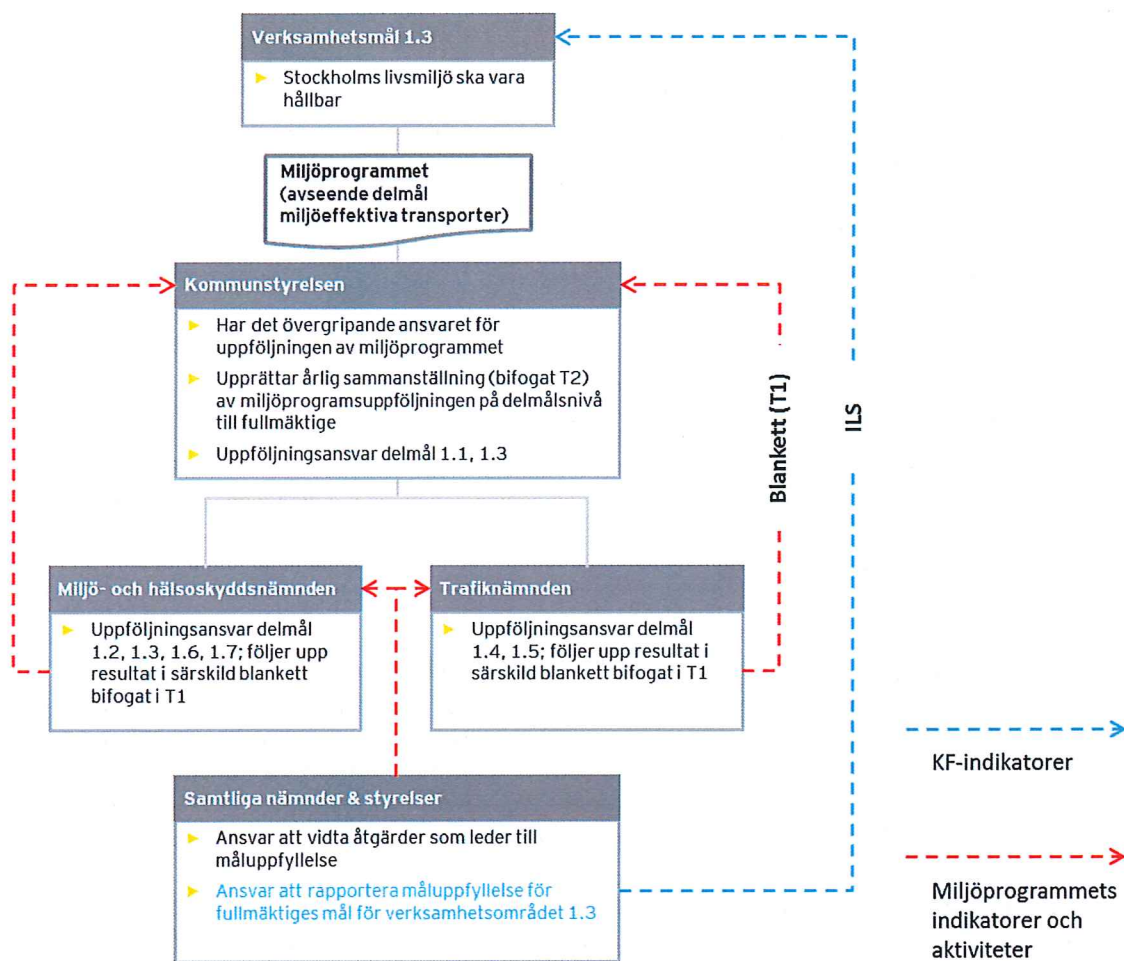 Verksamhetsmål 1.3
Stockholms livsmiljö ska vara
hållbar
Miljöprogrammet
(avseende delmål
miljöeffektiva transporter)
Kommunstyrelsen
Har det övergripande ansvaret för
uppföljningen av miljöprogrammet
Upprättar årlig sammanställning (bifogat T2)
av miljöprogramsuppföljningen på delmålsnivå
till fullmäktige
Uppföljningsansvar delmål 1.1, 1.3
Blankett (T1)
ILS
Miljö- och hälsoskyddsnämnden
Uppföljningsansvar delmål
1.2, 1.3, 1.6, 1.7; följer upp
resultat i särskild blankett
bifogat i T1
Trafiknämnden
Uppföljningsansvar delmål
1.4, 1.5; följer upp resultat i
särskild blankett bifogat i T1
Samtliga nämnder & styrelser
Ansvar att vidta åtgärder som leder till
måluppfyllelse
Ansvar att rapportera måluppfyllelse för
fullmäktiges mål för verksamhetsområdet 1.3
KF-indikatorer
Miljöprogrammets
indikatorer och
aktiviteter